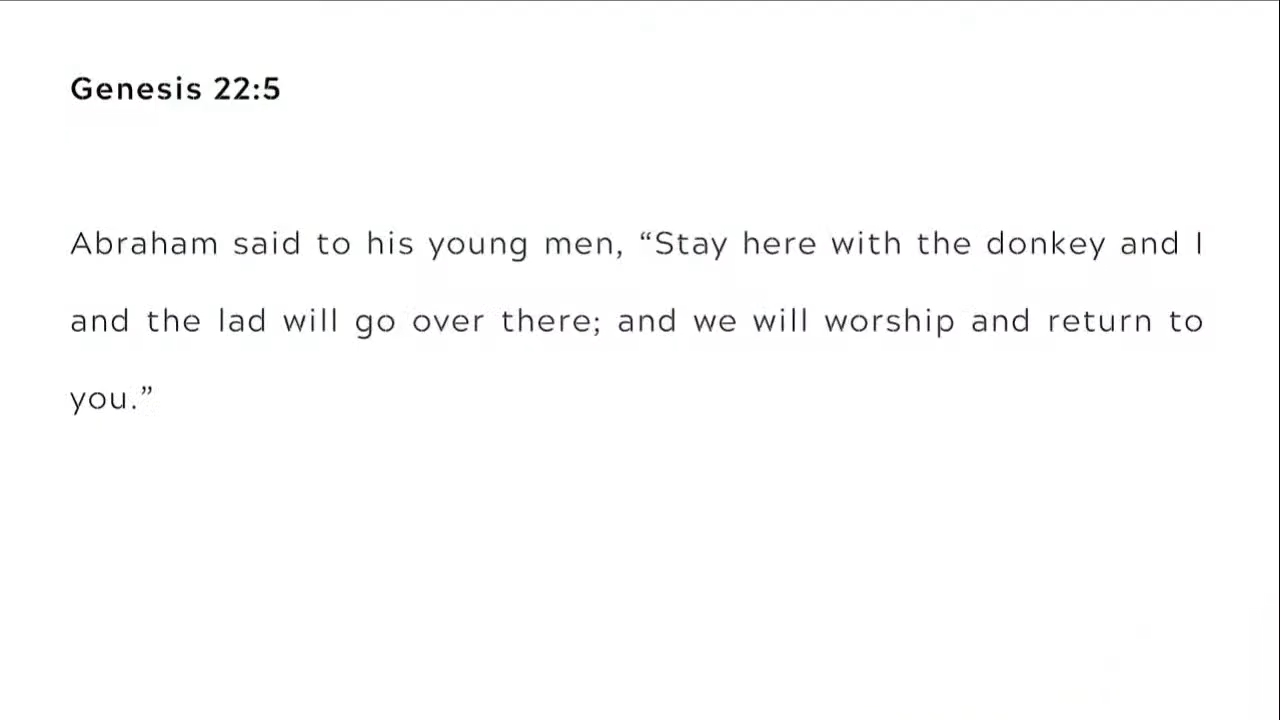 Genesis 22:5
Abraham said to his young men, “Stay here with the donkey and I
and the lad will go over there; and we will worship and return to
you.”